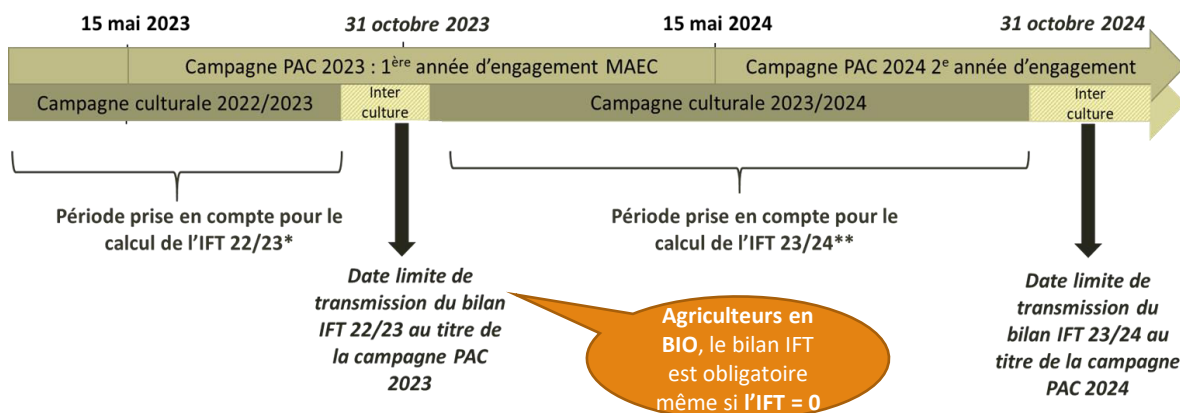 15 mai 2023
31 octobre 2023
15 mai 2024
31 octobre 2024
Campagne PAC 2023 : 1ère année d'engagement MAEC
Campagne PAC 2024 2e année d'engagement
Campagne culturale 2022/2023
Inter
culture
Campagne culturale 2023/2024
Inter
culture
Période prise en compte pour le
calcul de l'IFT 22/23*
Période prise en compte pour le
calcul de l'IFT 23/24**
Date limite de
transmission du bilan
IFT 22/23 au titre de
la campagne PAC
2023
Agriculteurs en
BIO, le bilan IFT
est obligatoire
même si l'IFT = 0
Date limite de
transmission du
bilan IFT 23/24 au
titre de la campagne
PAC 2024